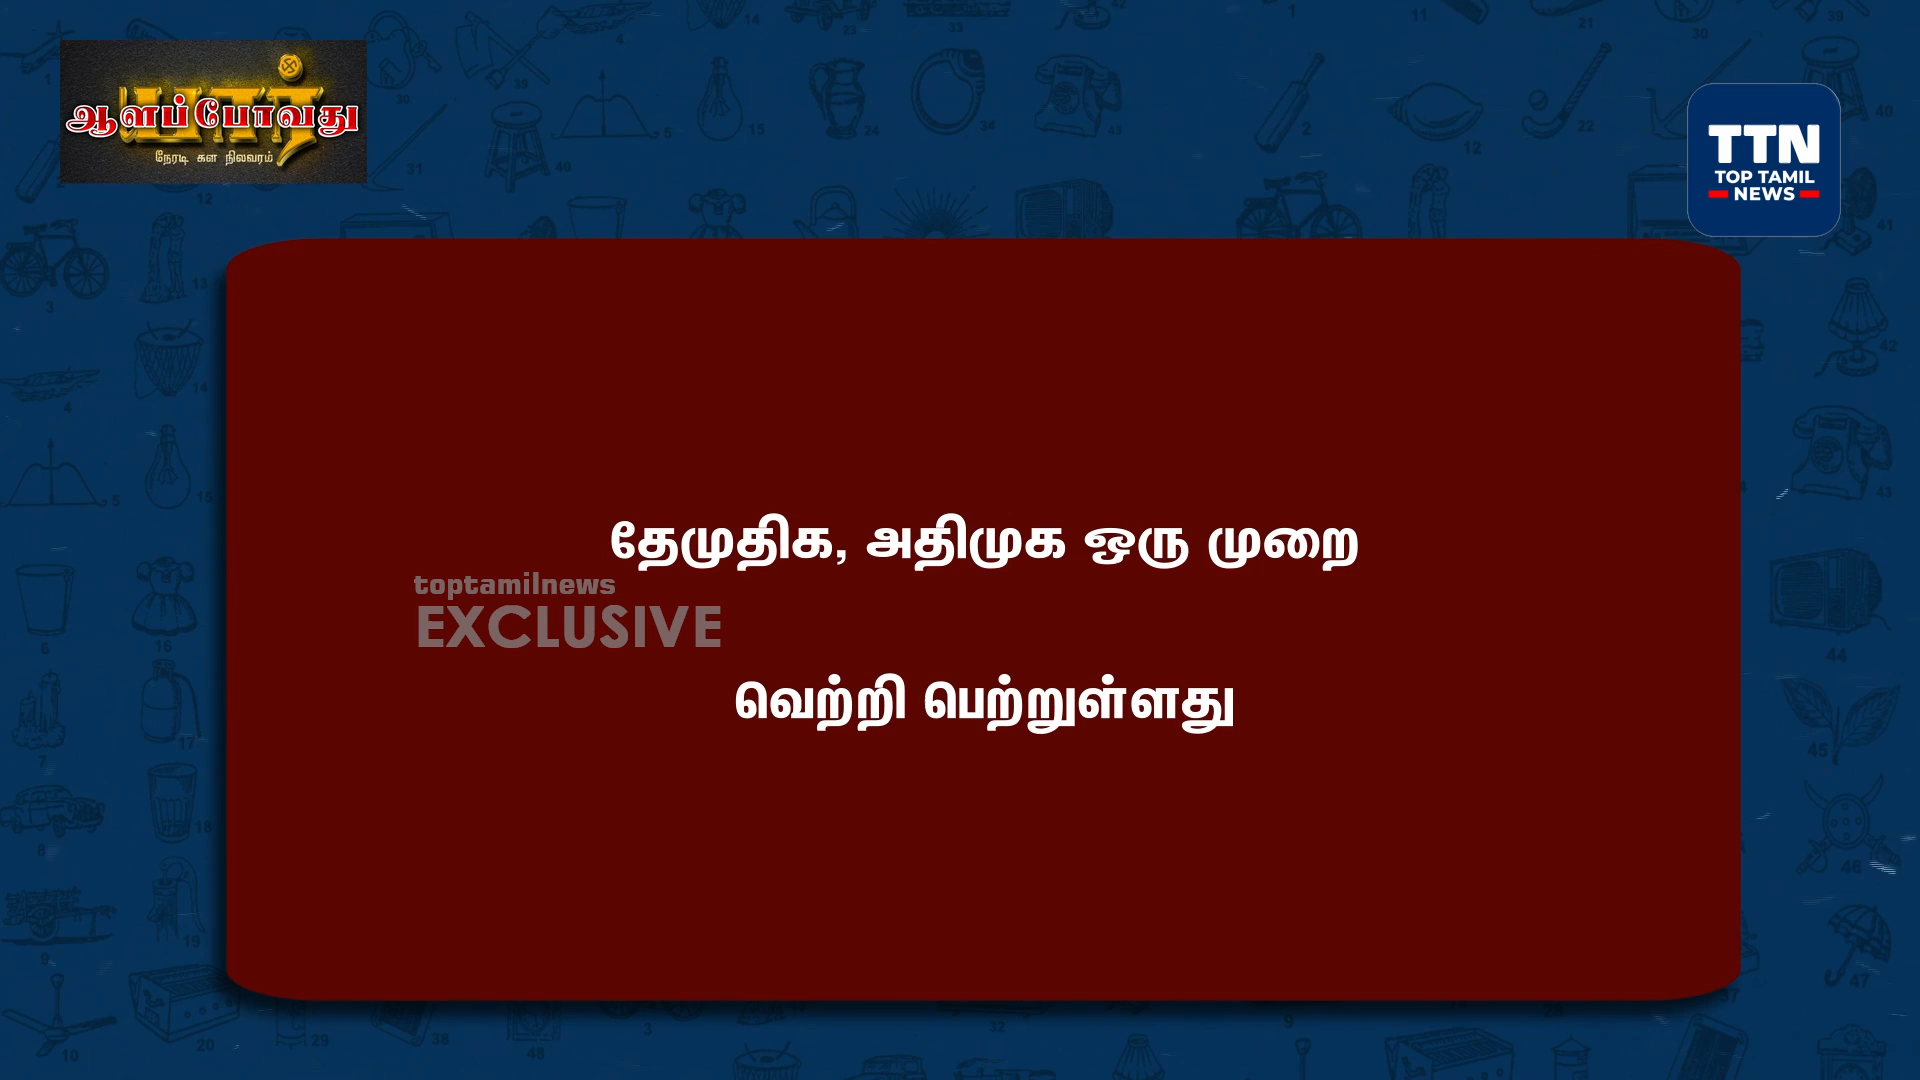 யார்
ஆளப்போவது
நேரடி கள நிலவரம்
TTN
TOP TAMIL
NEWS
தேமுதிக, அதிமுக ஒரு முறை
toptamilnews
EXCLUSIVE
வெற்றி பெற்றுள்ளது